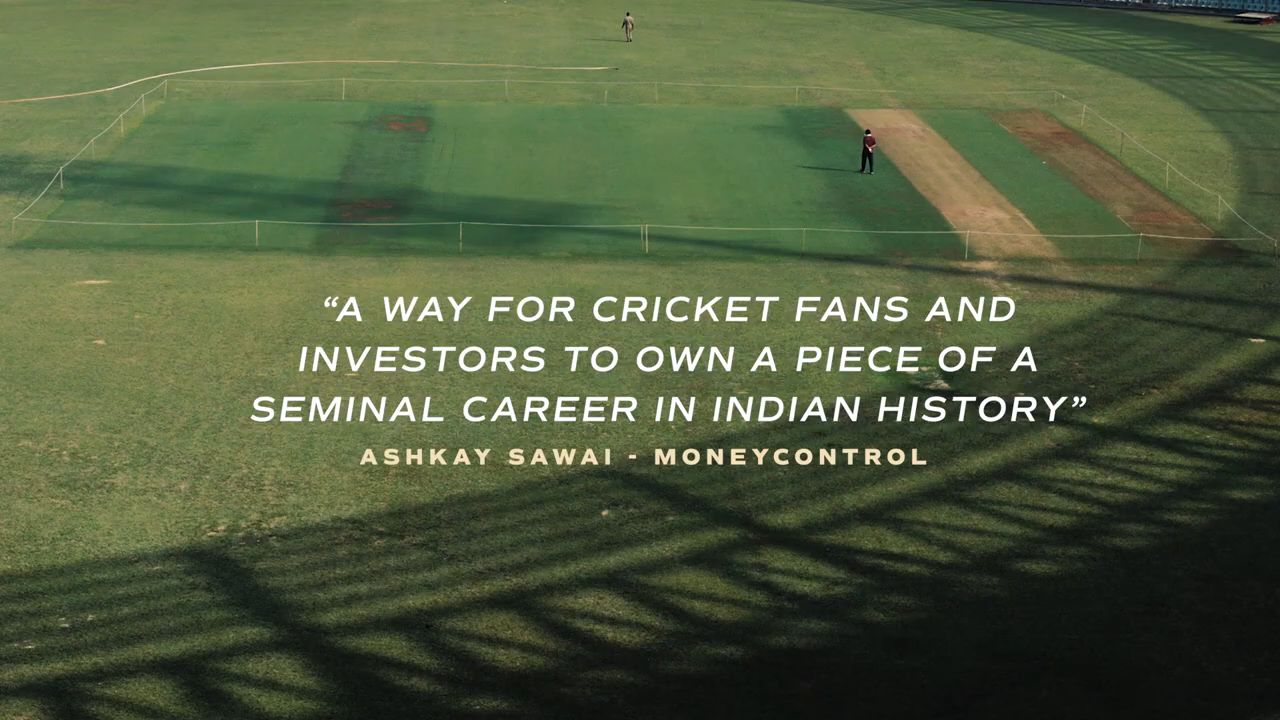 “A WAY FOR CRICKET FANS AND
INVESTORS TO OWN A PIECE OF A
SEMINAL CAREER IN INDIAN HISTORY”
ASHKAY SAWAI - MONEYCONTROL